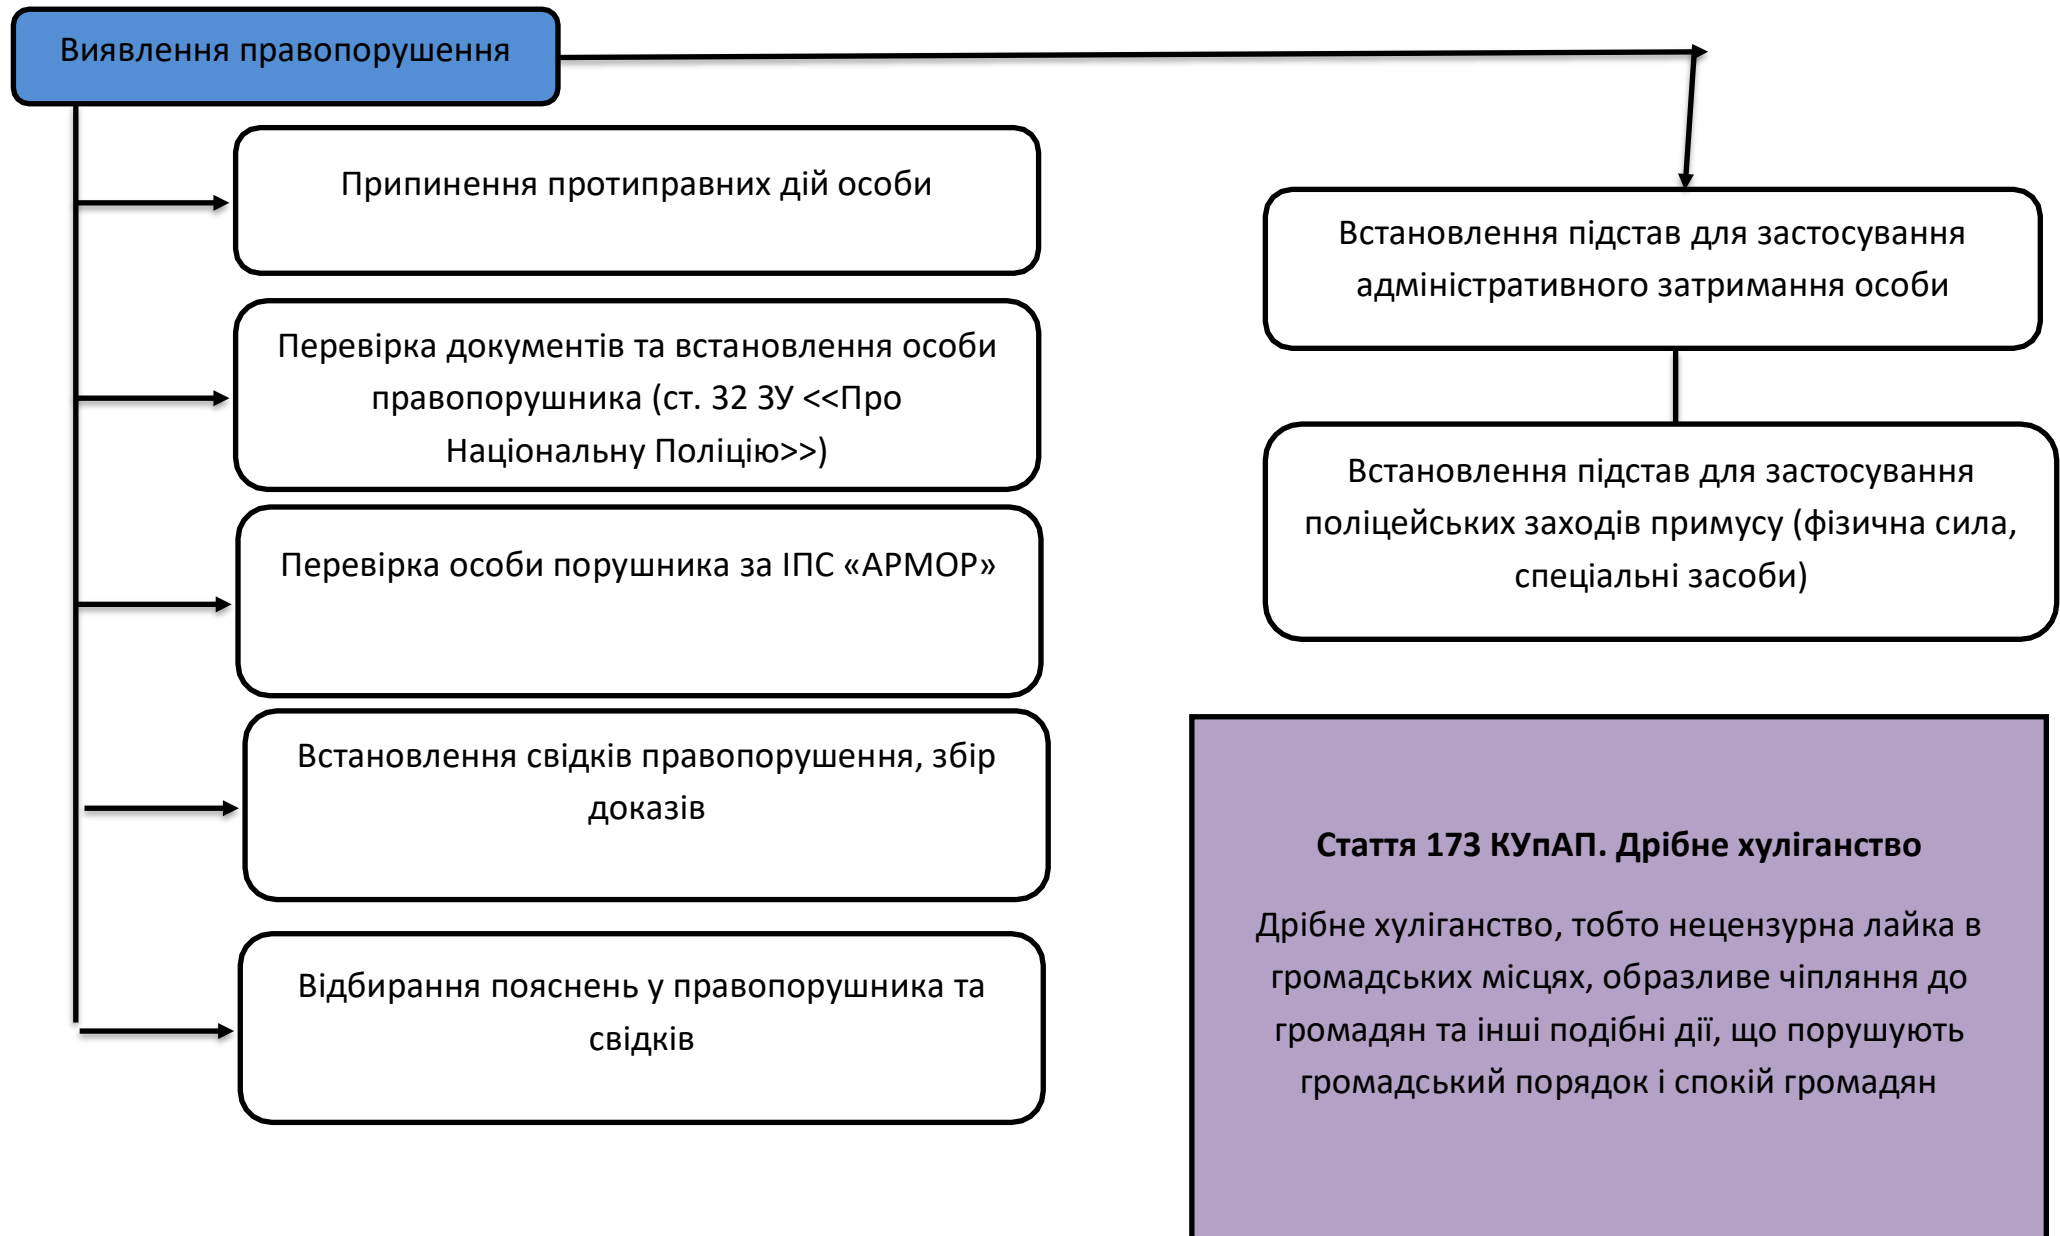 Виявлення правопорушення
Припинення протиправних дій особи
Перевірка документів та встановлення особи
правопорушника (ст. 32 ЗУ <<Про
Національну Поліцію>>)
Перевірка особи порушника за ІПС «АРМОР»
Встановлення свідків правопорушення, збір
доказів
Відбирання пояснень у правопорушника та
свідків
Встановлення підстав для застосування
адміністративного затримання особи
Встановлення підстав для застосування
поліцейських заходів примусу (фізична сила,
спеціальні засоби)
Стаття 173 КУпАП. Дрібне хуліганство
Дрібне хуліганство, тобто нецензурна лайка в
громадських місцях, образливе чіпляння до
громадян та інші подібні дії, що порушують
громадський порядок і спокій громадян